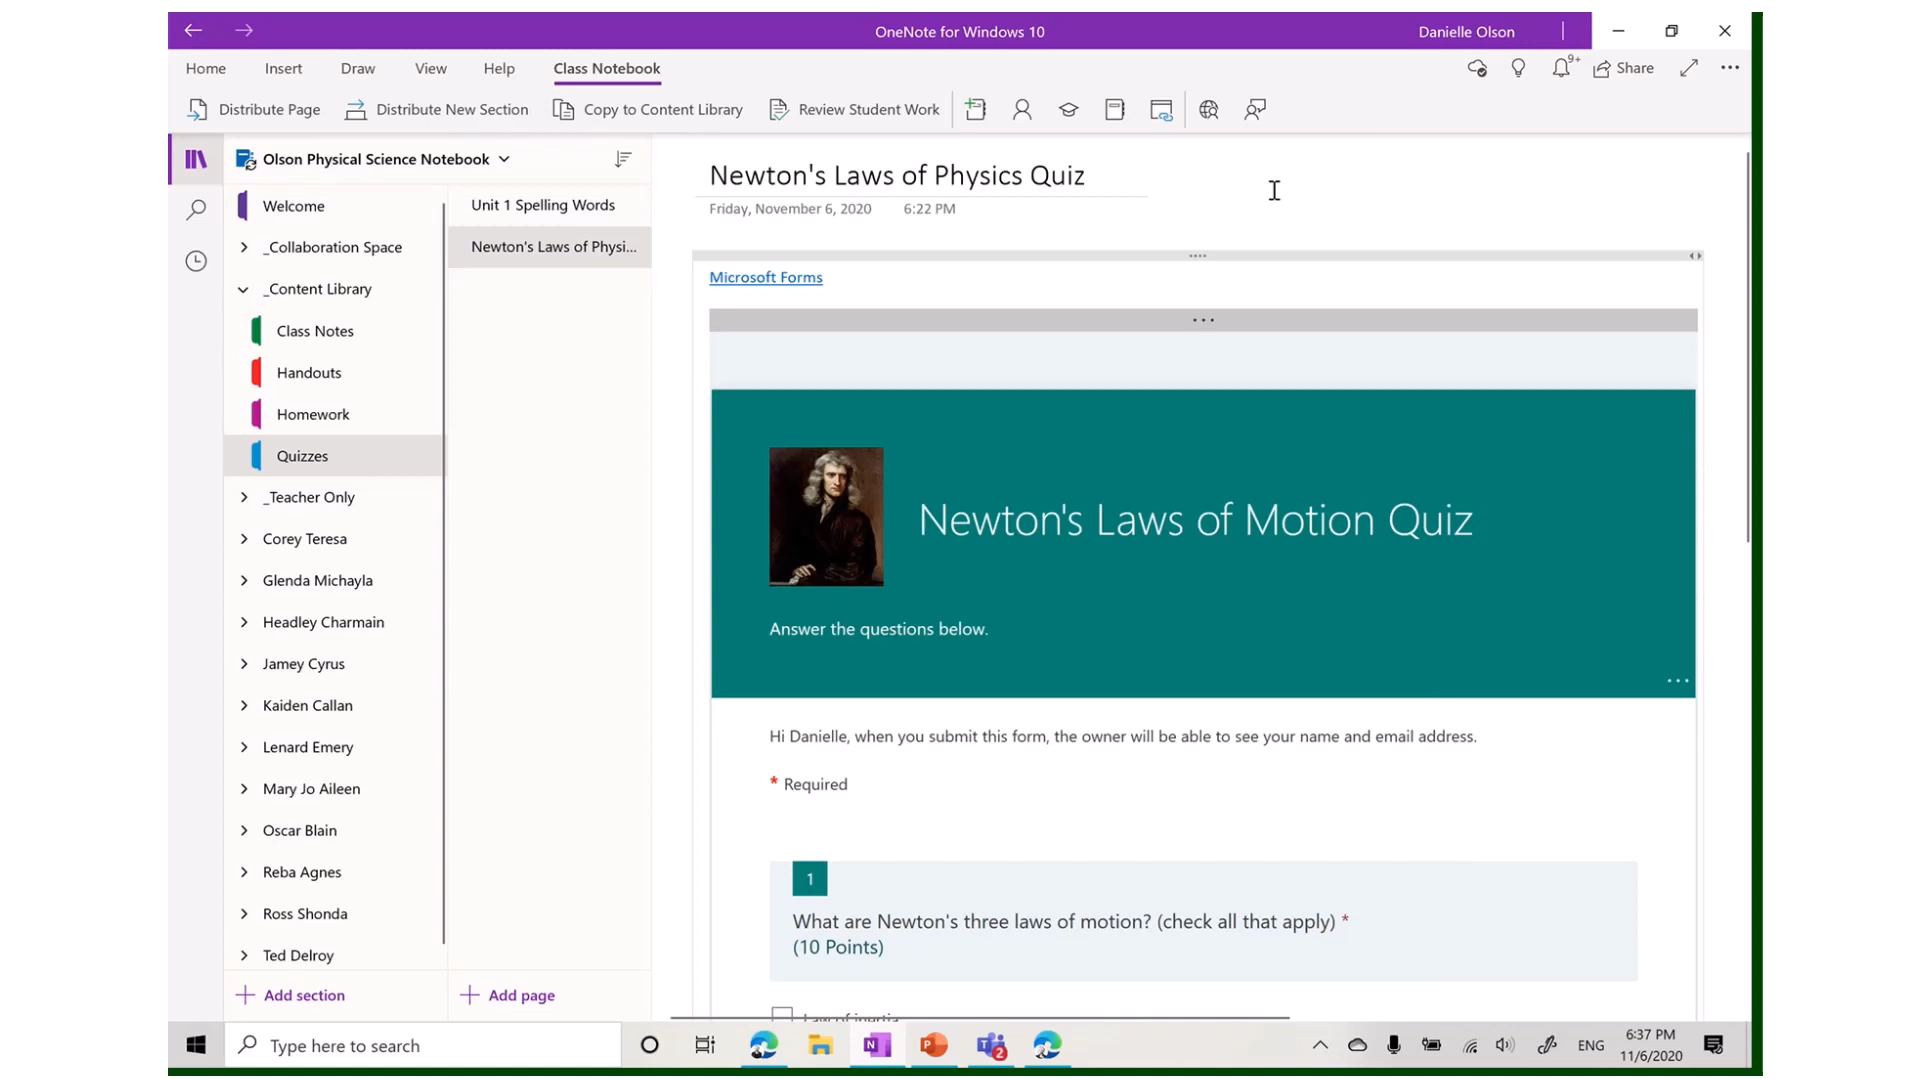 OneNote for Windows 10
Danielle Olson
Home Insert Draw View Help Class Notebook
9+ Share
Distribute Page Distribute New Section Copy to Content Library Review Student Work
Olson Physical Science Notebook
Welcome
_Collaboration Space
_Content Library
Class Notes
Handouts
Homework
Quizzes
_Teacher Only
Corey Teresa
Glenda Michayla
Headley Charmain
Jamey Cyrus
Kaiden Callan
Lenard Emery
Mary Jo Aileen
Oscar Blain
Reba Agnes
Ross Shonda
Ted Delroy
Add section
Unit 1 Spelling Words
Newton's Laws of Physi...
Add page
Newton's Laws of Physics Quiz
Friday, November 6, 2020 6:22 PM
Microsoft Forms
Newton's Laws of Motion Quiz
Answer the questions below.
Hi Danielle, when you submit this form, the owner will be able to see your name and email address.
* Required
1
What are Newton's three laws of motion? (check all that apply) *
(10 Points)
Law of inertia
Type here to search
N
P
2
ENG
6:37 PM
11/6/2020